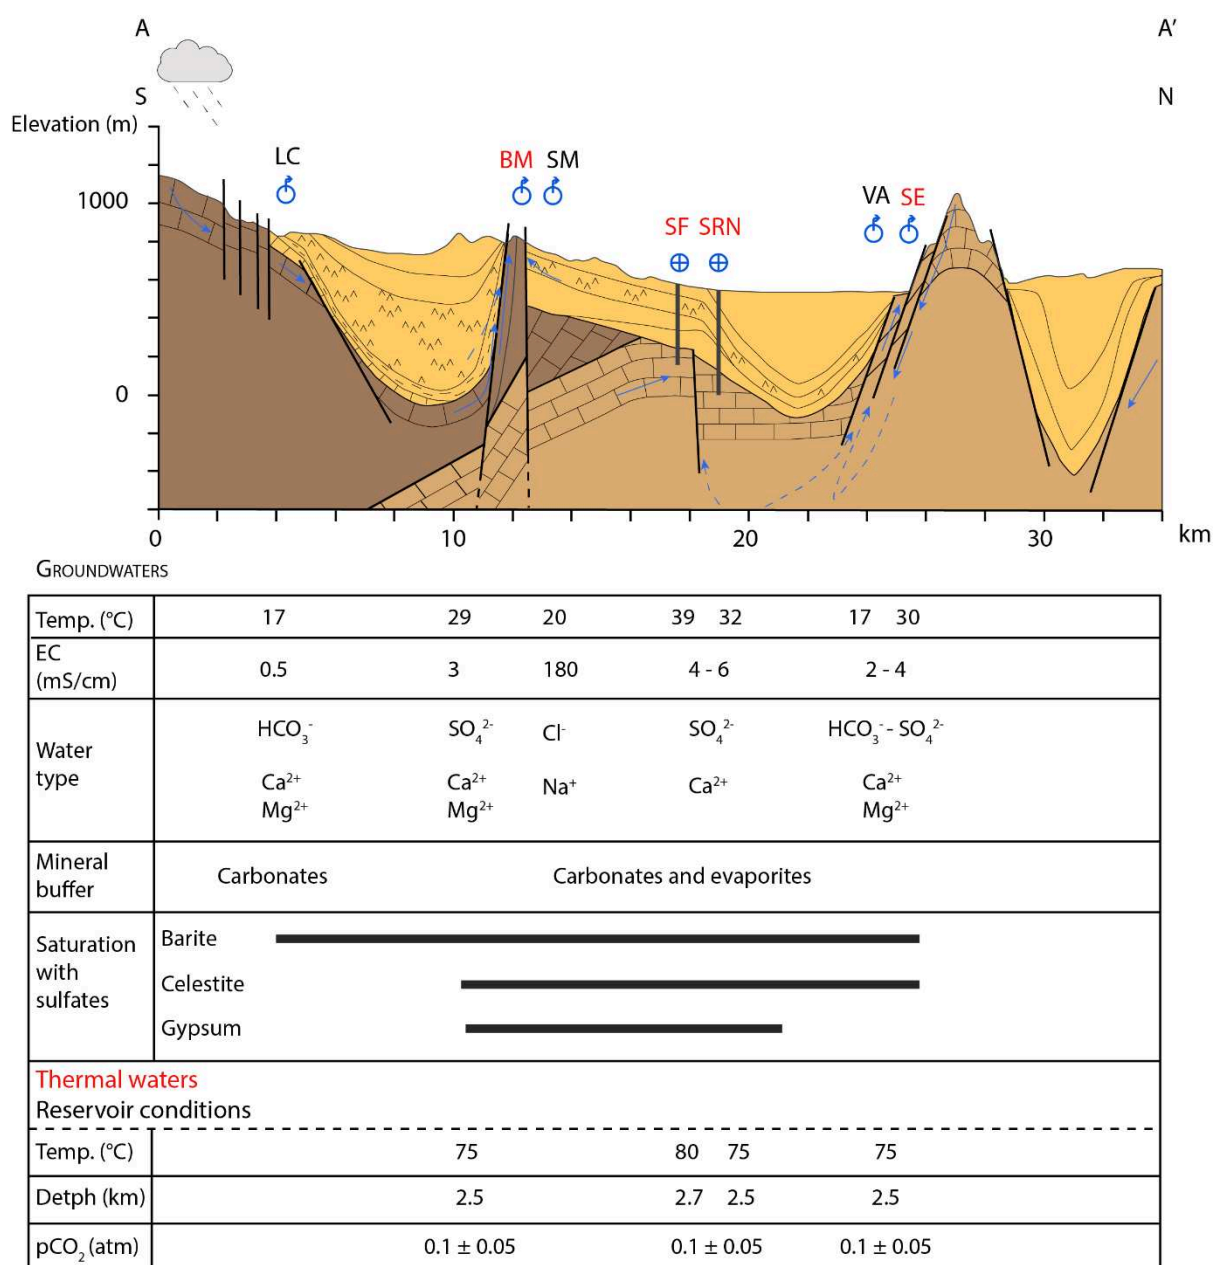 A A'
S N
Elevation (m)
LC BM SM
VA SE
1000
SF SRN
0
0 10 20 30 km
GROUNDWATERS
Temp. (°C) 17 29 20 39 32 17 30
EC
(mS/cm) 0.5 3 180 4 - 6 2 - 4
Water
type
HCO₃⁻ SO₄²⁻ Cl⁻ SO₄²⁻ HCO₃⁻ - SO₄²⁻
Ca²⁺ Ca²⁺ Na⁺ Ca²⁺ Ca²⁺
Mg²⁺ Mg²⁺ Mg²⁺
Mineral
buffer
Carbonates Carbonates and evaporites
Saturation
with
sulfates
Barite
Celestite
Gypsum
Thermal waters
Reservoir conditions
Temp. (°C) 75 80 75 75
Detph (km) 2.5 2.7 2.5 2.5
pCO₂ (atm) 0.1 ± 0.05 0.1 ± 0.05 0.1 ± 0.05